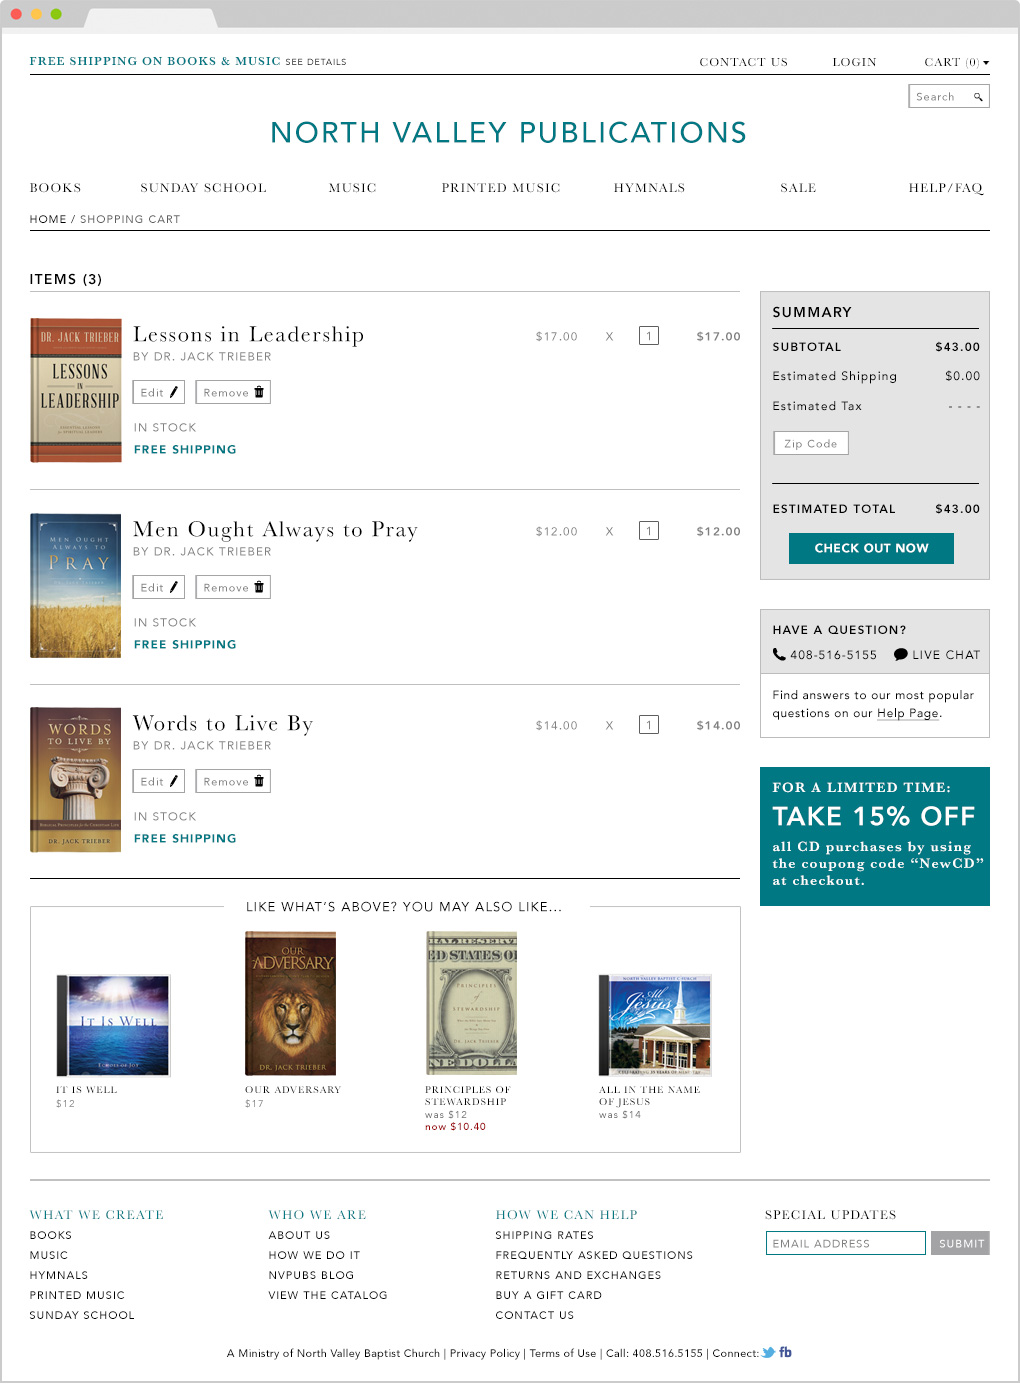 FREE SHIPPING ON BOOKS & MUSIC SEE DETAILS
CONTACT US LOGIN CART (0)
Search
NORTH VALLEY PUBLICATIONS
BOOKS SUNDAY SCHOOL MUSIC PRINTED MUSIC HYMNALS SALE HELP/FAQ
HOME / SHOPPING CART
ITEMS (3)
DR. JACK TRIEBER
LESSONS
IN
LEADERSHIP
Lessons in Leadership
BY DR. JACK TRIEBER
Edit Remove
IN STOCK
FREE SHIPPING
$17.00 X 1 $17.00
MEN OUGHT
ALWAYS TO
PRAY
Men Ought Always to Pray
BY DR. JACK TRIEBER
Edit Remove
IN STOCK
FREE SHIPPING
$12.00 X 1 $12.00
WORDS
TO LIVE BY
DR. JACK TRIEBER
Words to Live By
BY DR. JACK TRIEBER
Edit Remove
IN STOCK
FREE SHIPPING
$14.00 X 1 $14.00
SUMMARY
SUBTOTAL $43.00
Estimated Shipping $0.00
Estimated Tax - - - -
Zip Code
ESTIMATED TOTAL $43.00
CHECK OUT NOW
HAVE A QUESTION?
408-516-5155 LIVE CHAT
Find answers to our most popular
questions on our Help Page.
FOR A LIMITED TIME:
TAKE 15% OFF
all CD purchases by using
the coupong code “NewCD”
at checkout.
LIKE WHAT’S ABOVE? YOU MAY ALSO LIKE...
IT IS WELL
ECHOES OF JOY
IT IS WELL
$12
OUR
ADVERSARY
DR. JACK TRIEBER
OUR ADVERSARY
$17
PRINCIPLES
of
STEWARDSHIP
DR. JACK TRIEBER
PRINCIPLES OF
STEWARDSHIP
was $12
now $10.40
ALL IN THE NAME
OF JESUS
was $14
WHAT WE CREATE
BOOKS
MUSIC
HYMNALS
PRINTED MUSIC
SUNDAY SCHOOL
WHO WE ARE
ABOUT US
HOW WE DO IT
NVPUBS BLOG
VIEW THE CATALOG
HOW WE CAN HELP
SHIPPING RATES
FREQUENTLY ASKED QUESTIONS
RETURNS AND EXCHANGES
BUY A GIFT CARD
CONTACT US
SPECIAL UPDATES
EMAIL ADDRESS SUBMIT
A Ministry of North Valley Baptist Church | Privacy Policy | Terms of Use | Call: 408.516.5155 | Connect: fb